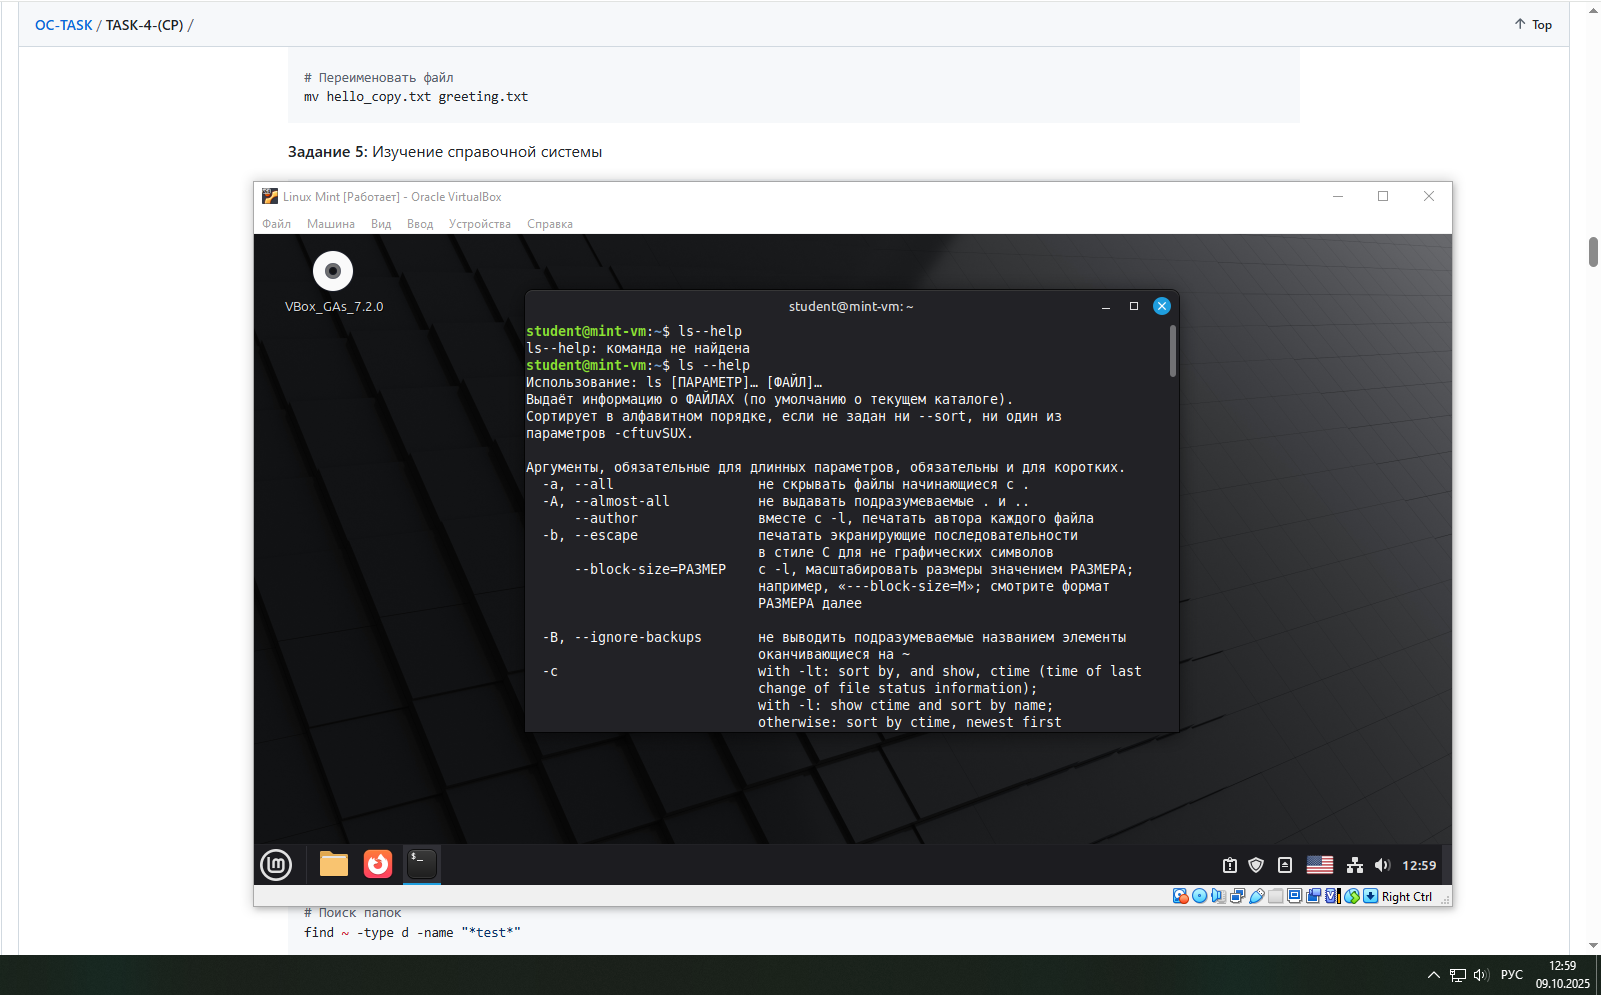 OC-TASK / TASK-4-(CP) /
Top
# Переименовать файл
mv hello_copy.txt greeting.txt
Задание 5: Изучение справочной системы
Linux Mint [Работает] - Oracle VirtualBox
Файл Машина Вид Ввод Устройства Справка
VBox_GAs_7.2.0
student@mint-vm: ~
student@mint-vm:~$ ls--help
ls--help: команда не найдена
student@mint-vm:~$ ls --help
Использование: ls [ПАРАМЕТР]… [ФАЙЛ]…
Выдаёт информацию о ФАЙЛАХ (по умолчанию о текущем каталоге).
Сортирует в алфавитном порядке, если не задан ни --sort, ни один из
параметров -cftuvSUX.
Аргументы, обязательные для длинных параметров, обязательны и для коротких.
-a, --all не скрывать файлы начинающиеся с .
-A, --almost-all не выдавать подразумеваемые . и ..
--author вместе с -l, печатать автора каждого файла
-b, --escape печатать экранирующие последовательности
в стиле C для не графических символов
--block-size=РАЗМЕР с -l, масштабировать размеры значением РАЗМЕРА;
например, «---block-size=M»; смотрите формат
РАЗМЕРА далее
-B, --ignore-backups не выводить подразумеваемые названием элементы
оканчивающиеся на ~
-c with -lt: sort by, and show, ctime (time of last
change of file status information);
with -l: show ctime and sort by name;
otherwise: sort by ctime, newest first
12:59
Right Ctrl
# Поиск папок
find ~ -type d -name "*test*"
РУС
12:59
09.10.2025